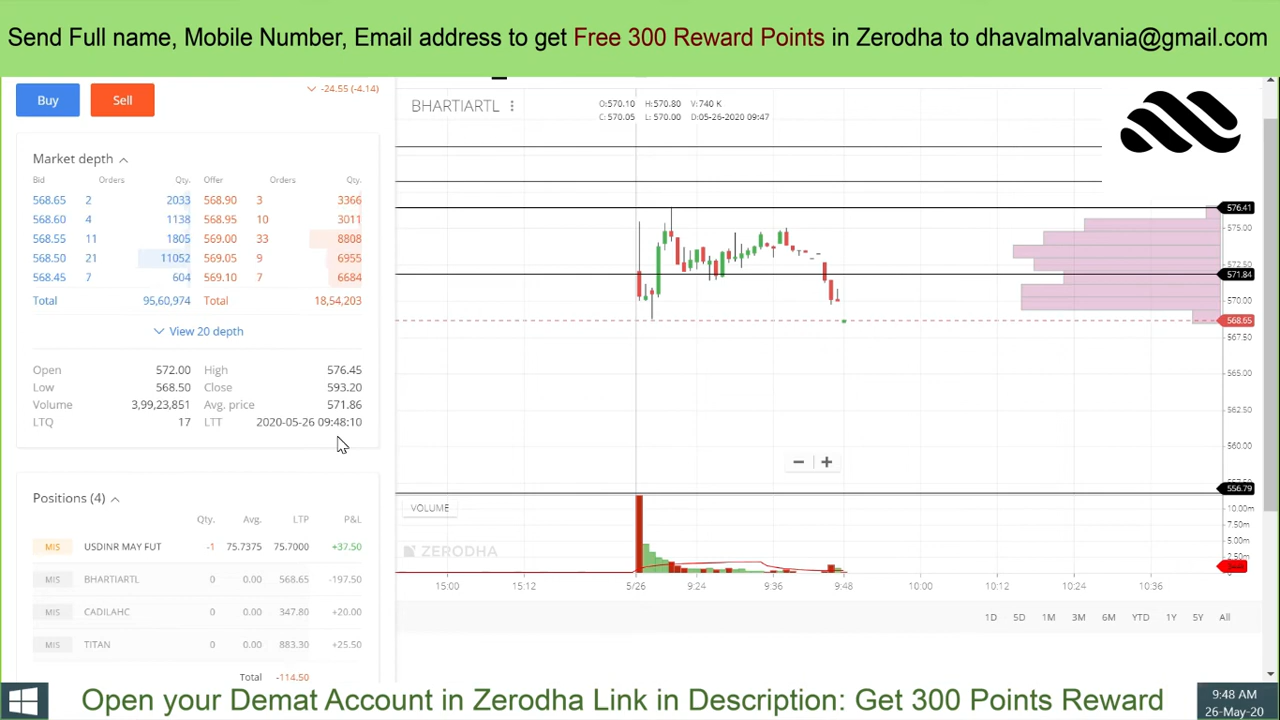 Send Full name, Mobile Number, Email address to get Free 300 Reward Points in Zerodha to dhavalmalvania@gmail.com
Buy Sell -24.55 (-4.14)
BHARTIARTL O:570.10 H:570.80 V:740 K
C:570.05 L: 570.00 D:05-26-2020 09:47
Market depth
Bid Orders Qty. Offer Orders Qty.
568.65 2 2033 568.90 3 3366
568.60 4 1138 568.95 10 3011
568.55 11 1805 569.00 33 8808
568.50 21 11052 569.05 9 6955
568.45 7 604 569.10 7 6684
Total 95,60,974 Total 18,54,203
View 20 depth
Open 572.00 High 576.45
Low 568.50 Close 593.20
Volume 3,99,23,851 Avg. price 571.86
LTQ 17 LTT 2020-05-26 09:48:10
Positions (4)
Qty. Avg. LTP P&L
MIS USDINR MAY FUT -1 75.7375 75.7000 +37.50
MIS BHARTIARTL 0 0.00 568.65 -197.50
MIS CADILAHC 0 0.00 347.80 +20.00
MIS TITAN 0 0.00 883.30 +25.50
Total -114.50
576.41
575.00
572.50
571.84
570.00
568.65
567.50
565.00
562.50
560.00
556.79
VOLUME
10.00m
7.50m
5.00m
2.50m
ZERODHA
15:00 15:12 5/26 9:24 9:36 9:48 10:00 10:12 10:24 10:36
1D 5D 1M 3M 6M YTD 1Y 5Y All
Open your Demat Account in Zerodha Link in Description: Get 300 Points Reward
9:48 AM
26-May-20